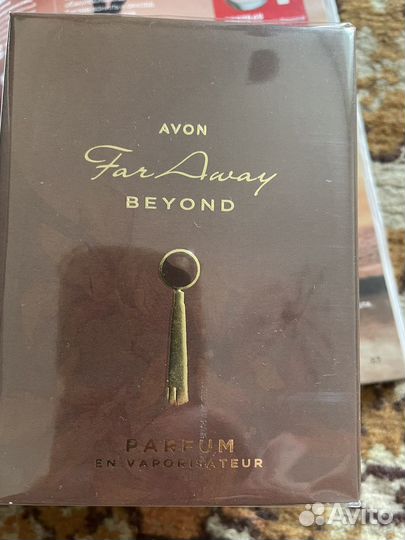 AVON
Far Away
BEYOND
PARFUM
EN VAPORISATEUR
Avito